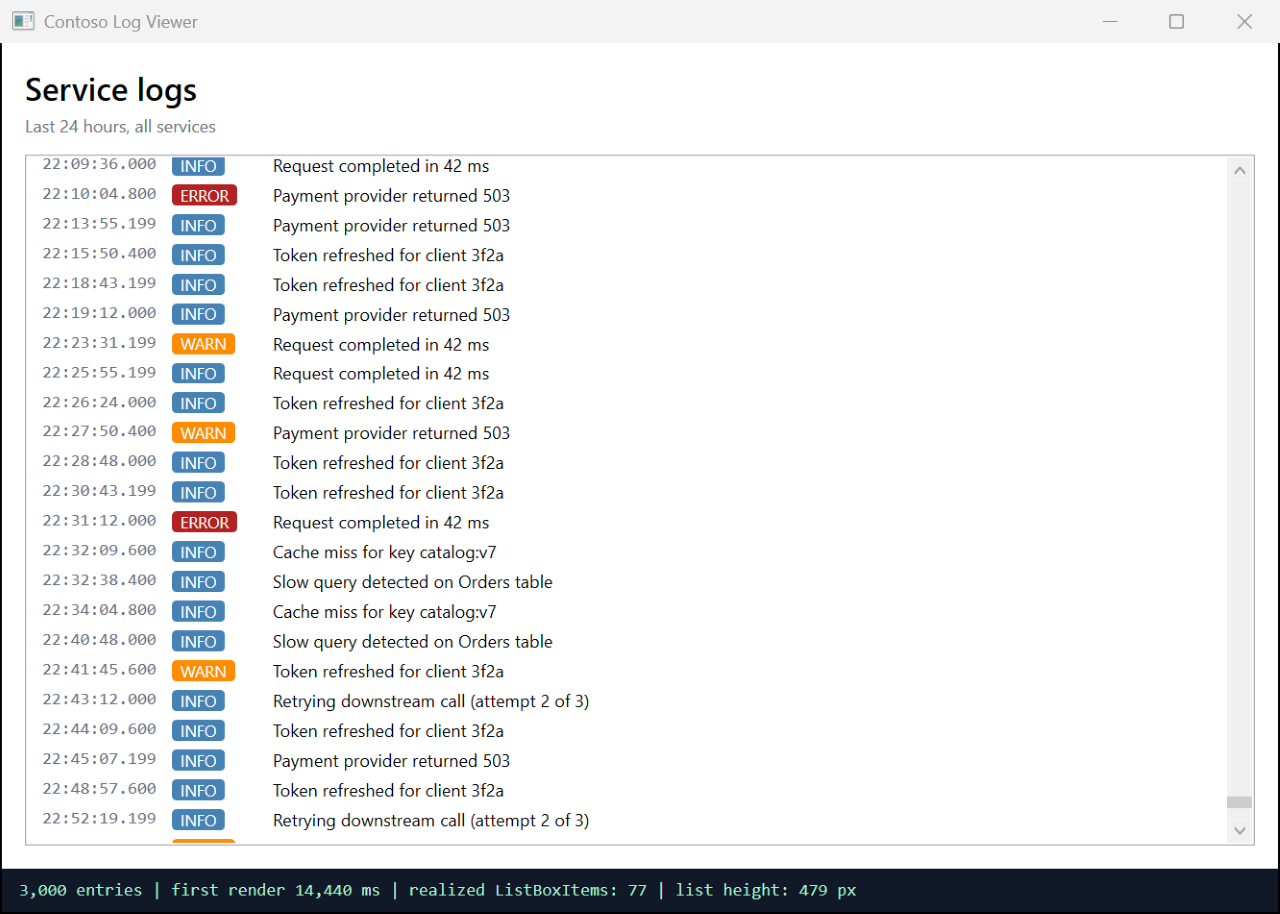 Contoso Log Viewer
Service logs
Last 24 hours, all services
22:09:36.000 INFO Request completed in 42 ms
22:10:04.800 ERROR Payment provider returned 503
22:13:55.199 INFO Payment provider returned 503
22:15:50.400 INFO Token refreshed for client 3f2a
22:18:43.199 INFO Token refreshed for client 3f2a
22:19:12.000 INFO Payment provider returned 503
22:23:31.199 WARN Request completed in 42 ms
22:25:55.199 INFO Request completed in 42 ms
22:26:24.000 INFO Token refreshed for client 3f2a
22:27:50.400 WARN Payment provider returned 503
22:28:48.000 INFO Token refreshed for client 3f2a
22:30:43.199 INFO Token refreshed for client 3f2a
22:31:12.000 ERROR Request completed in 42 ms
22:32:09.600 INFO Cache miss for key catalog:v7
22:32:38.400 INFO Slow query detected on Orders table
22:34:04.800 INFO Cache miss for key catalog:v7
22:40:48.000 INFO Slow query detected on Orders table
22:41:45.600 WARN Token refreshed for client 3f2a
22:43:12.000 INFO Retrying downstream call (attempt 2 of 3)
22:44:09.600 INFO Token refreshed for client 3f2a
22:45:07.199 INFO Payment provider returned 503
22:48:57.600 INFO Token refreshed for client 3f2a
22:52:19.199 INFO Retrying downstream call (attempt 2 of 3)
3,000 entries | first render 14,440 ms | realized ListBoxItems: 77 | list height: 479 px